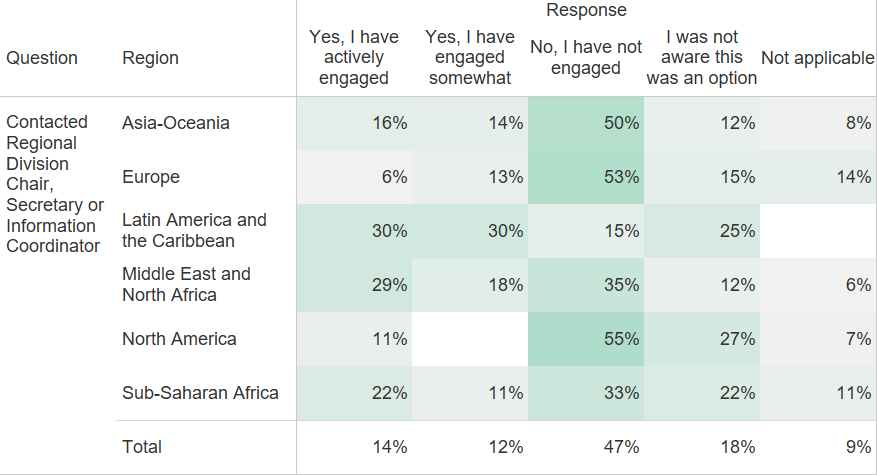 Response
Question Region Yes, I have actively engaged Yes, I have engaged somewhat No, I have not engaged I was not aware this was an option Not applicable
Contacted Regional Division Chair, Secretary or Information Coordinator
Asia-Oceania 16% 14% 50% 12% 8%
Europe 6% 13% 53% 15% 14%
Latin America and the Caribbean 30% 30% 15% 25%
Middle East and North Africa 29% 18% 35% 12% 6%
North America 11% 55% 27% 7%
Sub-Saharan Africa 22% 11% 33% 22% 11%
Total 14% 12% 47% 18% 9%